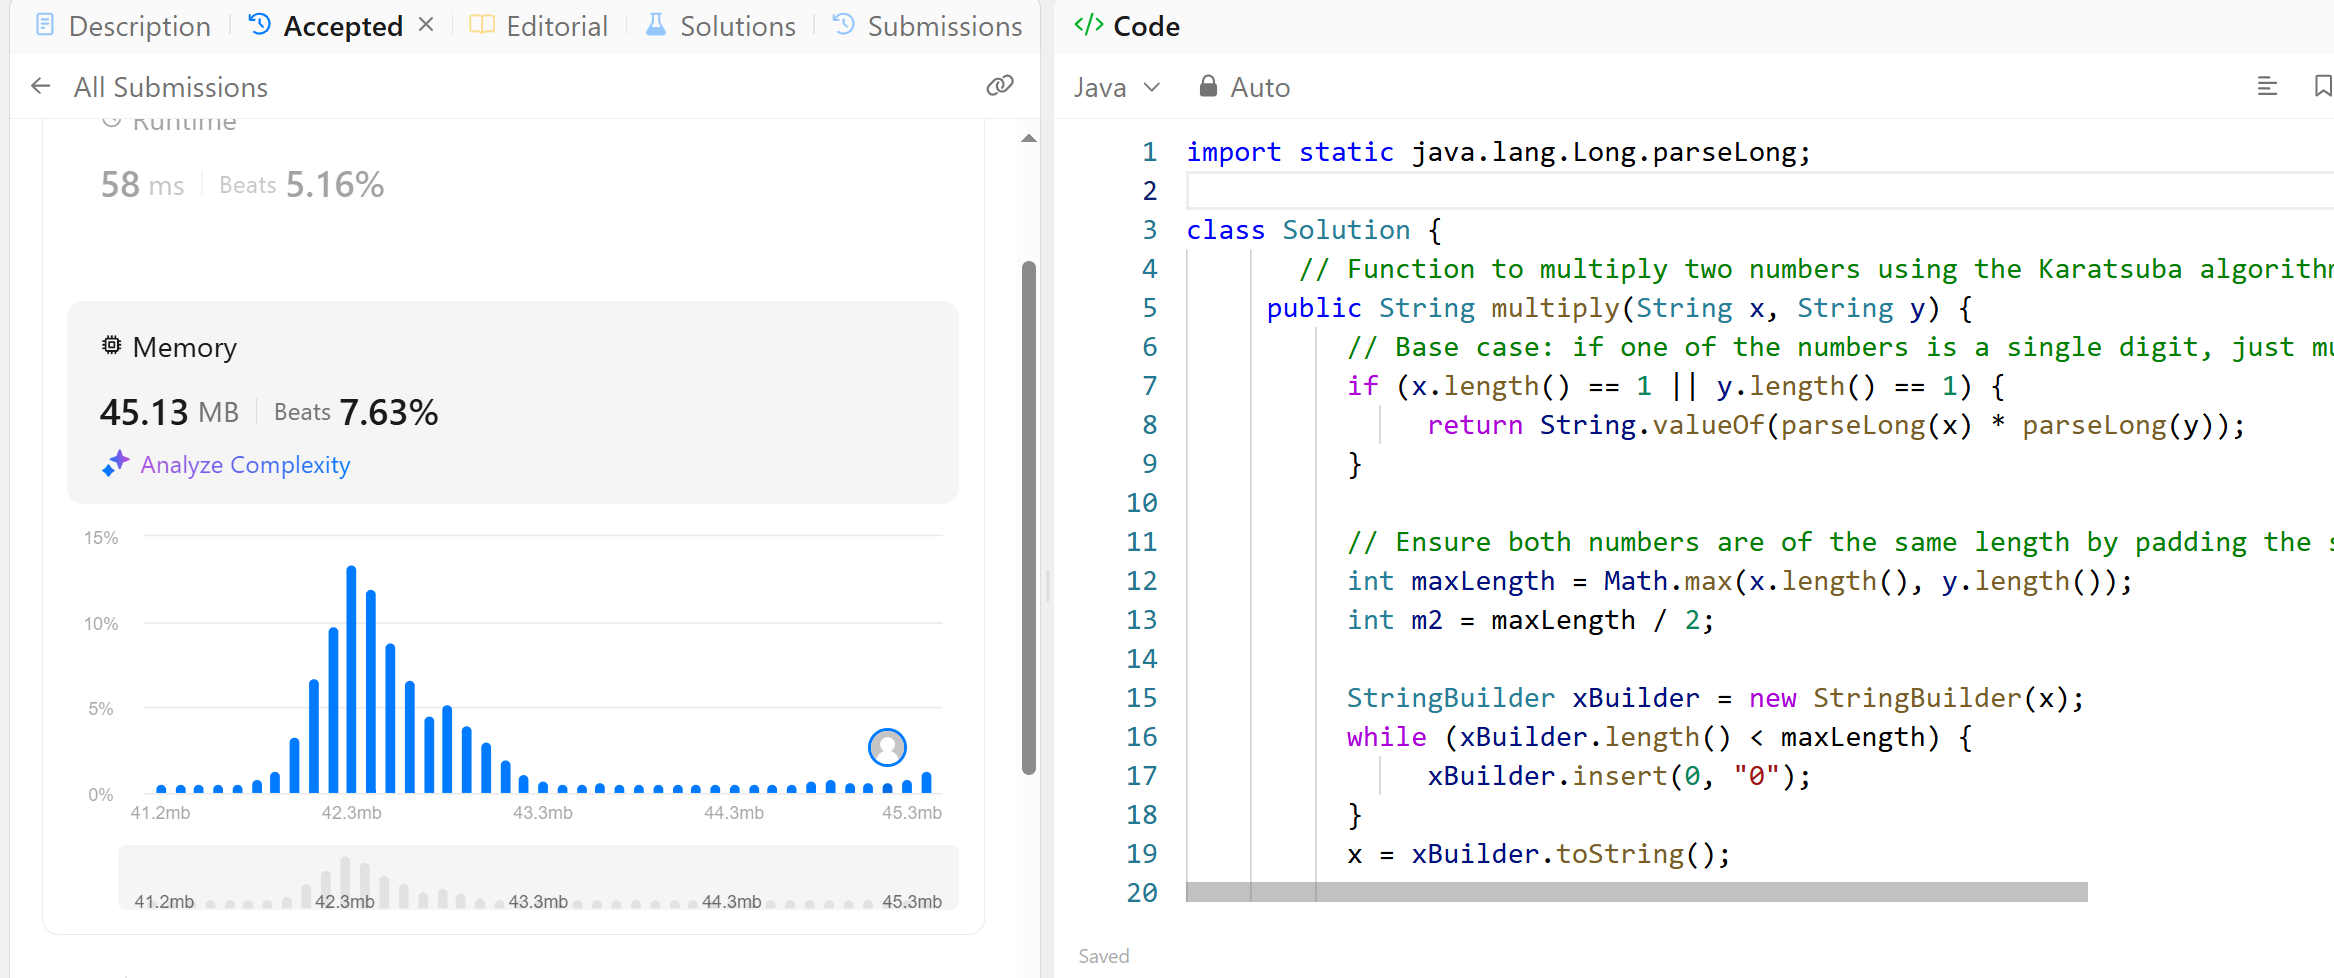 Description
Accepted
Editorial
Solutions
Submissions
All Submissions
Runtime
58 ms Beats 5.16%
Memory
45.13 MB Beats 7.63%
Analyze Complexity
15%
10%
5%
0%
41.2mb 42.3mb 43.3mb 44.3mb 45.3mb
41.2mb 42.3mb 43.3mb 44.3mb 45.3mb
</> Code
Java Auto
1 import static java.lang.Long.parseLong;
2
3 class Solution {
4 // Function to multiply two numbers using the Karatsuba algorithm
5 public String multiply(String x, String y) {
6 // Base case: if one of the numbers is a single digit, just mu
7 if (x.length() == 1 || y.length() == 1) {
8 return String.valueOf(parseLong(x) * parseLong(y));
9 }
10
11 // Ensure both numbers are of the same length by padding the s
12 int maxLength = Math.max(x.length(), y.length());
13 int m2 = maxLength / 2;
14
15 StringBuilder xBuilder = new StringBuilder(x);
16 while (xBuilder.length() < maxLength) {
17 xBuilder.insert(0, "0");
18 }
19 x = xBuilder.toString();
20
Saved